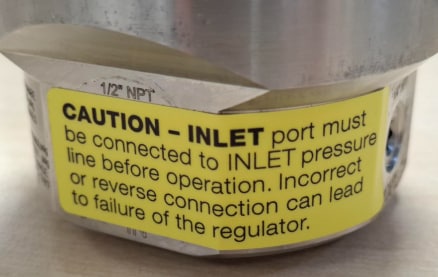 1/2" NPT
CAUTION – INLET port must
be connected to INLET pressure
line before operation. Incorrect
or reverse connection can lead
to failure of the regulator.